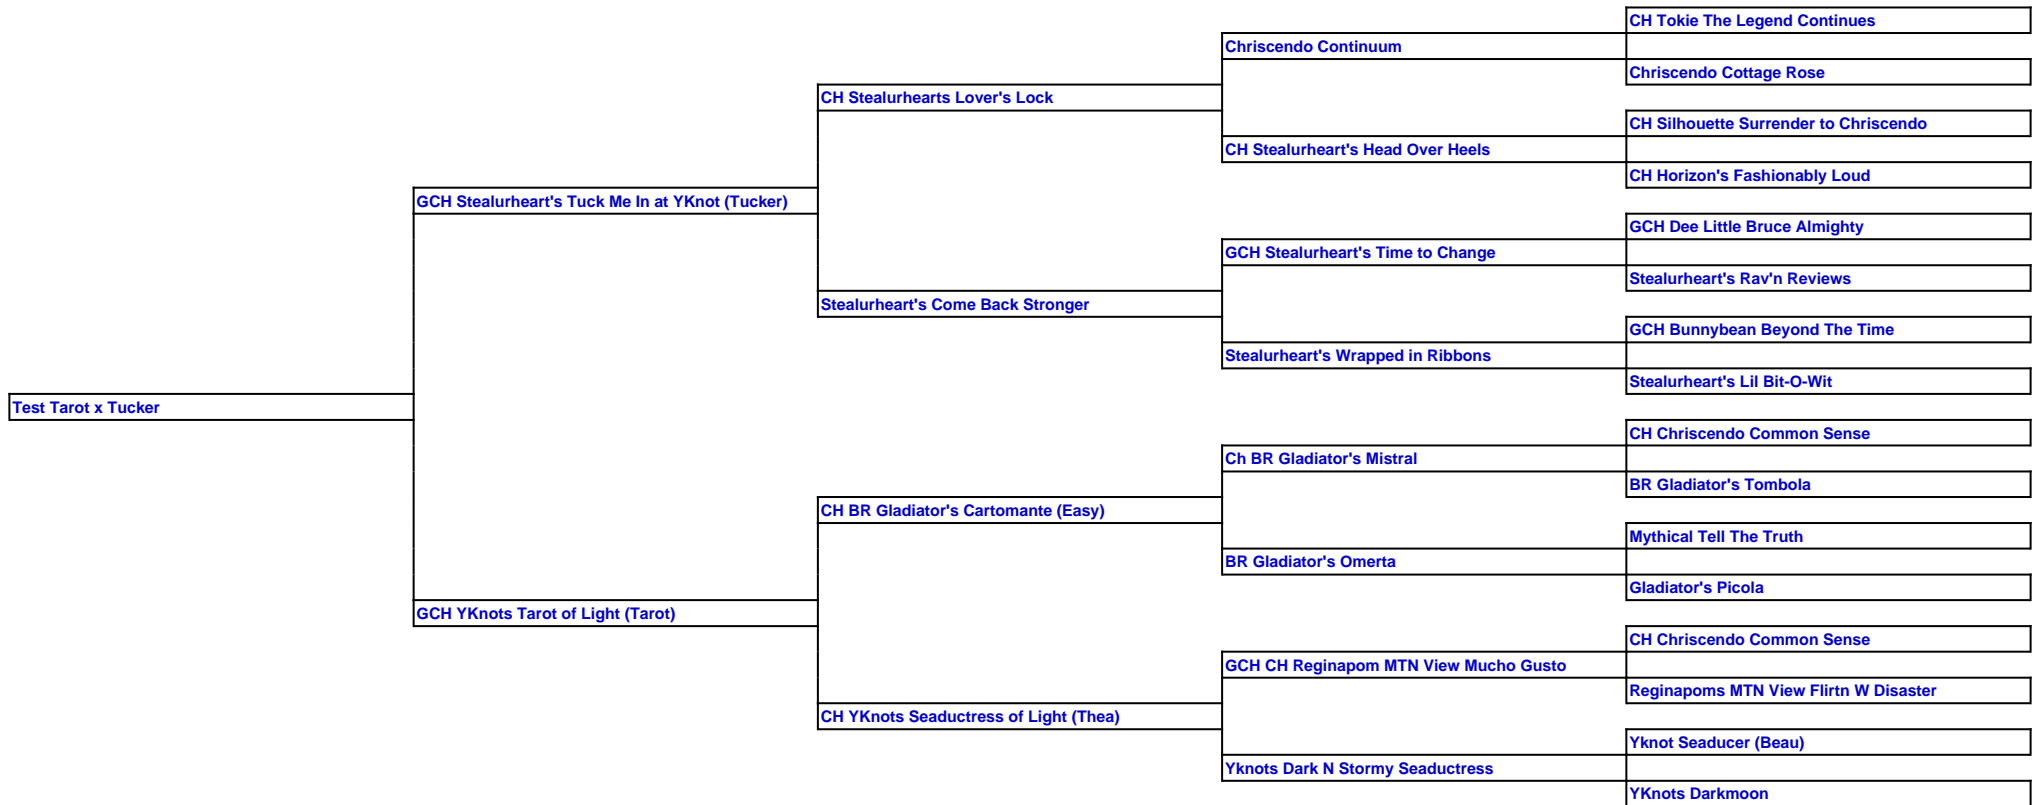 CH Tokie The Legend Continues
Chriscendo Continuum
Chriscendo Cottage Rose
CH Stealurhearts Lover's Lock
CH Silhouette Surrender to Chriscendo
CH Stealurheart's Head Over Heels
CH Horizon's Fashionably Loud
GCH Stealurheart's Tuck Me In at YKnot (Tucker)
GCH Dee Little Bruce Almighty
GCH Stealurheart's Time to Change
Stealurheart's Rav'n Reviews
Stealurheart's Come Back Stronger
GCH Bunnybean Beyond The Time
Stealurheart's Wrapped in Ribbons
Stealurheart's Lil Bit-O-Wit
Test Tarot x Tucker
CH Chriscendo Common Sense
Ch BR Gladiator's Mistral
BR Gladiator's Tombola
CH BR Gladiator's Cartomante (Easy)
Mythical Tell The Truth
BR Gladiator's Omerta
Gladiator's Picola
GCH YKnots Tarot of Light (Tarot)
CH Chriscendo Common Sense
GCH CH Reginapom MTN View Mucho Gusto
Reginapoms MTN View Flirtn W Disaster
CH YKnots Seaductress of Light (Thea)
Yknot Seaducer (Beau)
Yknots Dark N Stormy Seaductress
YKnots Darkmoon